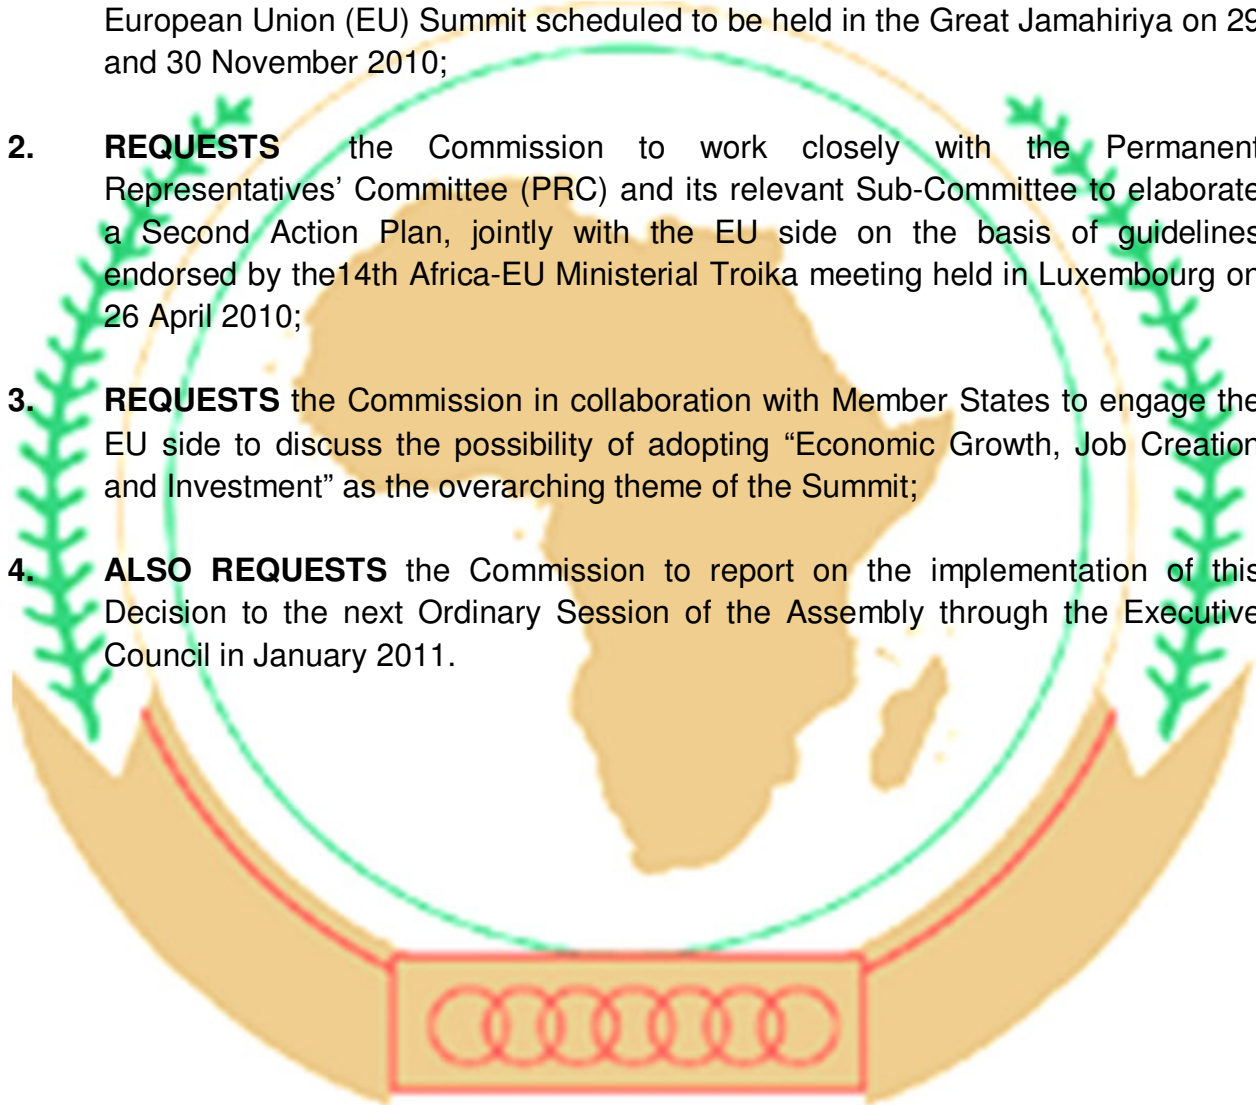 European Union (EU) Summit scheduled to be held in the Great Jamahiriya on 29
and 30 November 2010;
2. REQUESTS the Commission to work closely with the Permanent
Representatives’ Committee (PRC) and its relevant Sub-Committee to elaborate
a Second Action Plan, jointly with the EU side on the basis of guidelines
endorsed by the14th Africa-EU Ministerial Troika meeting held in Luxembourg on
26 April 2010;
3. REQUESTS the Commission in collaboration with Member States to engage the
EU side to discuss the possibility of adopting “Economic Growth, Job Creation
and Investment” as the overarching theme of the Summit;
4. ALSO REQUESTS the Commission to report on the implementation of this
Decision to the next Ordinary Session of the Assembly through the Executive
Council in January 2011.